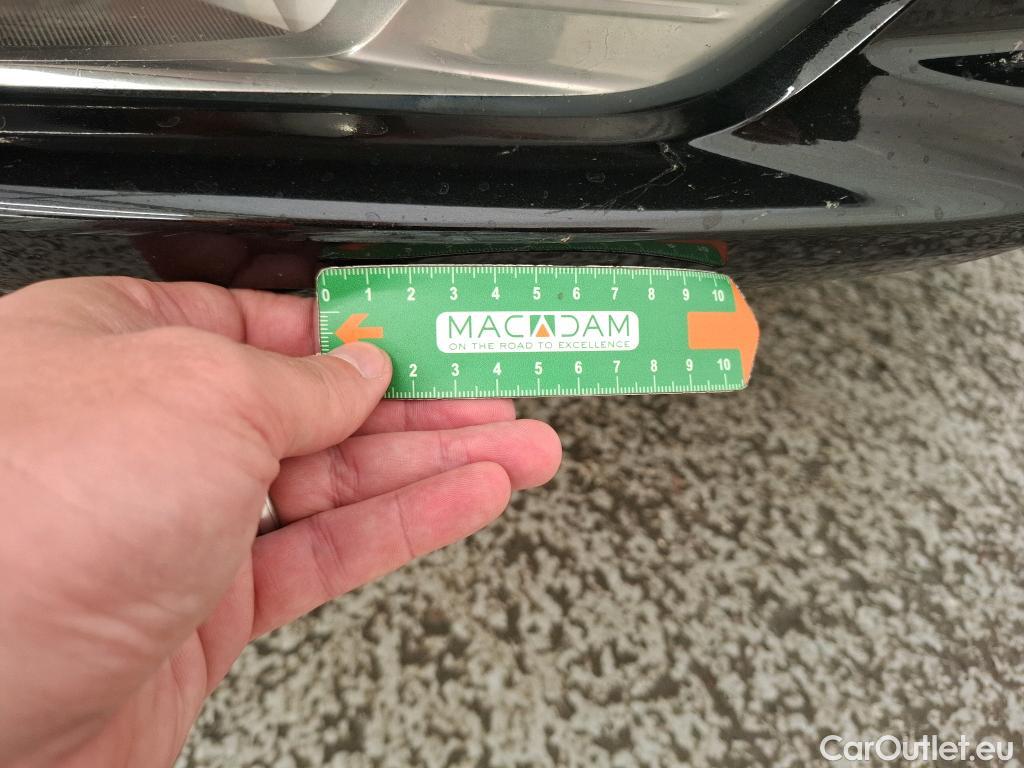 0 1 2 3 4 5 6 7 8 9 10
MACADAM
ON THE ROAD TO EXCELLENCE
2 3 4 5 6 7 8 9 10
CarOutlet.eu